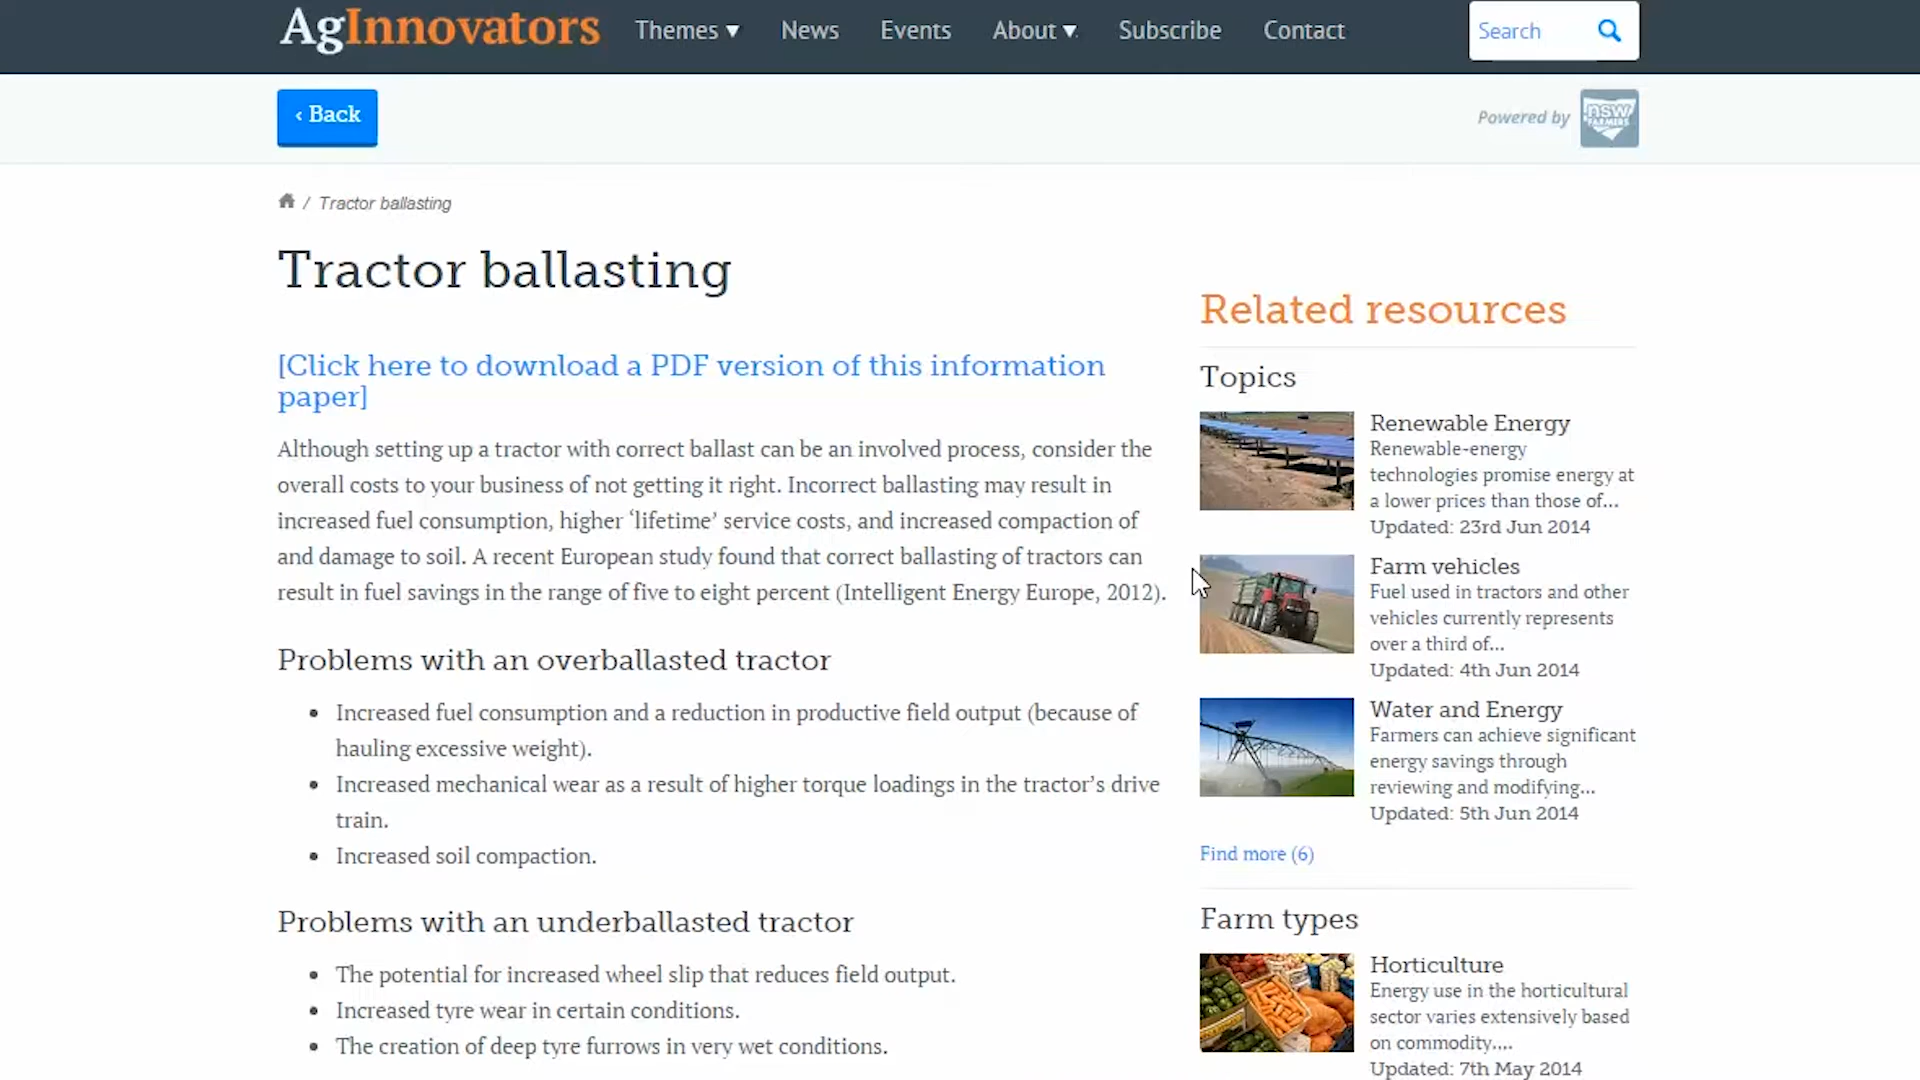 AgInnovators
Themes ▼ News Events About ▼ Subscribe Contact
Search
‹ Back
Powered by
nsw
FARMERS
/ Tractor ballasting
Tractor ballasting
[Click here to download a PDF version of this information
paper]
Although setting up a tractor with correct ballast can be an involved process, consider the
overall costs to your business of not getting it right. Incorrect ballasting may result in
increased fuel consumption, higher ‘lifetime’ service costs, and increased compaction of
and damage to soil. A recent European study found that correct ballasting of tractors can
result in fuel savings in the range of five to eight percent (Intelligent Energy Europe, 2012).
Problems with an overballasted tractor
• Increased fuel consumption and a reduction in productive field output (because of
hauling excessive weight).
• Increased mechanical wear as a result of higher torque loadings in the tractor’s drive
train.
• Increased soil compaction.
Problems with an underballasted tractor
• The potential for increased wheel slip that reduces field output.
• Increased tyre wear in certain conditions.
• The creation of deep tyre furrows in very wet conditions.
Related resources
Topics
Renewable Energy
Renewable-energy
technologies promise energy at
a lower prices than those of...
Updated: 23rd Jun 2014
Farm vehicles
Fuel used in tractors and other
vehicles currently represents
over a third of...
Updated: 4th Jun 2014
Water and Energy
Farmers can achieve significant
energy savings through
reviewing and modifying...
Updated: 5th Jun 2014
Find more (6)
Farm types
Horticulture
Energy use in the horticultural
sector varies extensively based
on commodity....
Updated: 7th May 2014